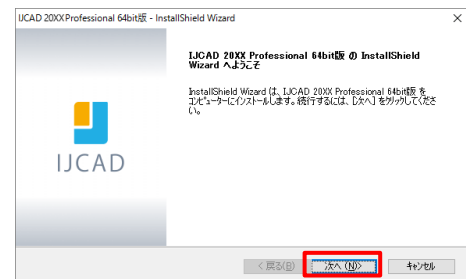 IJCAD 20XX Professional 64bit版 - InstallShield Wizard
IJCAD 20XX Professional 64bit版 の InstallShield
Wizard へようこそ
InstallShield Wizard は、IJCAD 20XX Professional 64bit版 を
コンピューターにインストールします。続行するには、[次へ] をクリックしてくださ
い。
IJCAD
< 戻る(B)
次へ (N)>
キャンセル